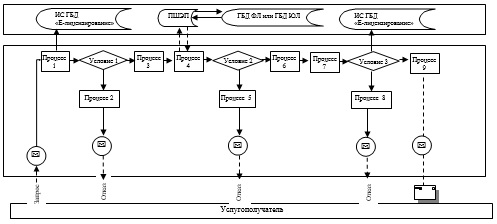 ИС ГБД
«Е-лицензирование»
ПШЭП
ГБД ФЛ или ГБД ЮЛ
ИС ГБД
«Е-лицензирование»
Процесс
1
Условие 1
Процесс
3
Процесс
4
Условие 2
Процесс
6
Процесс
7
Условие 3
Процесс
9
Процесс 2
Процесс 5
Процесс 8
Запрос
Отказ
Отказ
Отказ
Услугополучатель